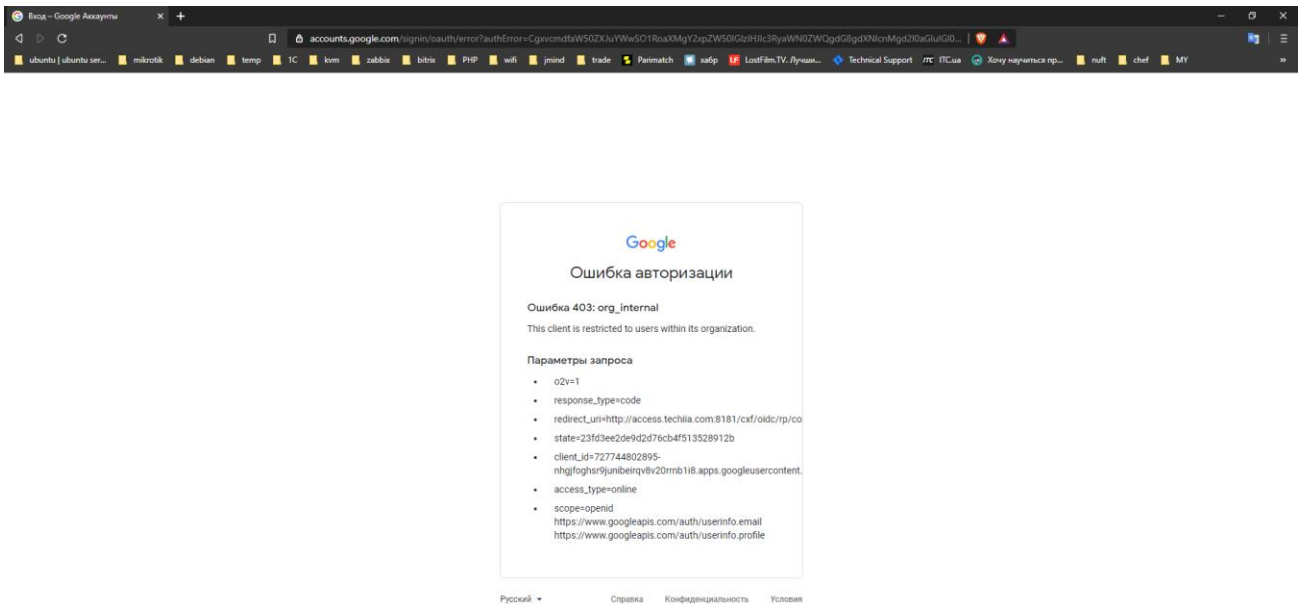 Вход – Google Аккаунты
accounts.google.com/signin/oauth/error?authError=
ubuntu | ubuntu ser... mikrotik debian temp 1C kvm zabbix bitrix PHP wifi jmind trade Parimatch хабр LostFilm.TV. Лучши... Technical Support ITC.ua Хочу научиться пр... nuft chef MY »
Google
Ошибка авторизации
Ошибка 403: org_internal
This client is restricted to users within its organization.
Параметры запроса
• o2v=1
• response_type=code
• redirect_uri=http://access.techiia.com:8181/cxf/oidc/rp/co
• state=23fd3ee2de9d2d76cb4f513528912b
• client_id=727744802895-
nhgjfoghsr9junibeirqv8v20rrnb1i8.apps.googleusercontent.
• access_type=online
• scope=openid
https://www.googleapis.com/auth/userinfo.email
https://www.googleapis.com/auth/userinfo.profile
Русский Справка Конфиденциальность Условия